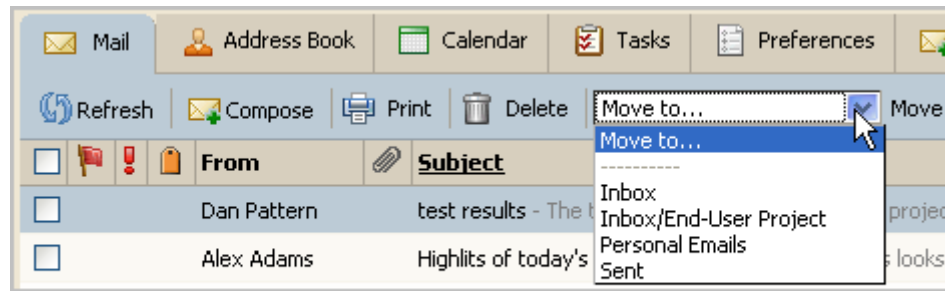 Mail Address Book Calendar Tasks Preferences
Refresh Compose Print Delete Move to... Move
Move to...
----------
From Subject
Inbox
Dan Pattern test results - The
Inbox/End-User Project
Personal Emails
Alex Adams Highlits of today's looks
Sent